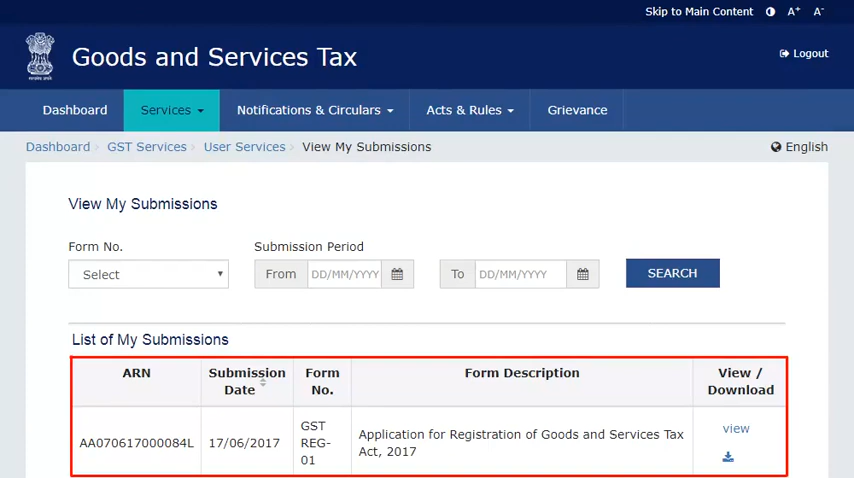 Skip to Main Content A+ A-
Goods and Services Tax
Logout
Dashboard Services Notifications & Circulars Acts & Rules Grievance
Dashboard GST Services User Services View My Submissions English
View My Submissions
Form No. Submission Period
Select From DD/MM/YYYY To DD/MM/YYYY SEARCH
List of My Submissions
ARN Submission Date Form No. Form Description View / Download
AA070617000084L 17/06/2017 GST REG-01 Application for Registration of Goods and Services Tax Act, 2017 view